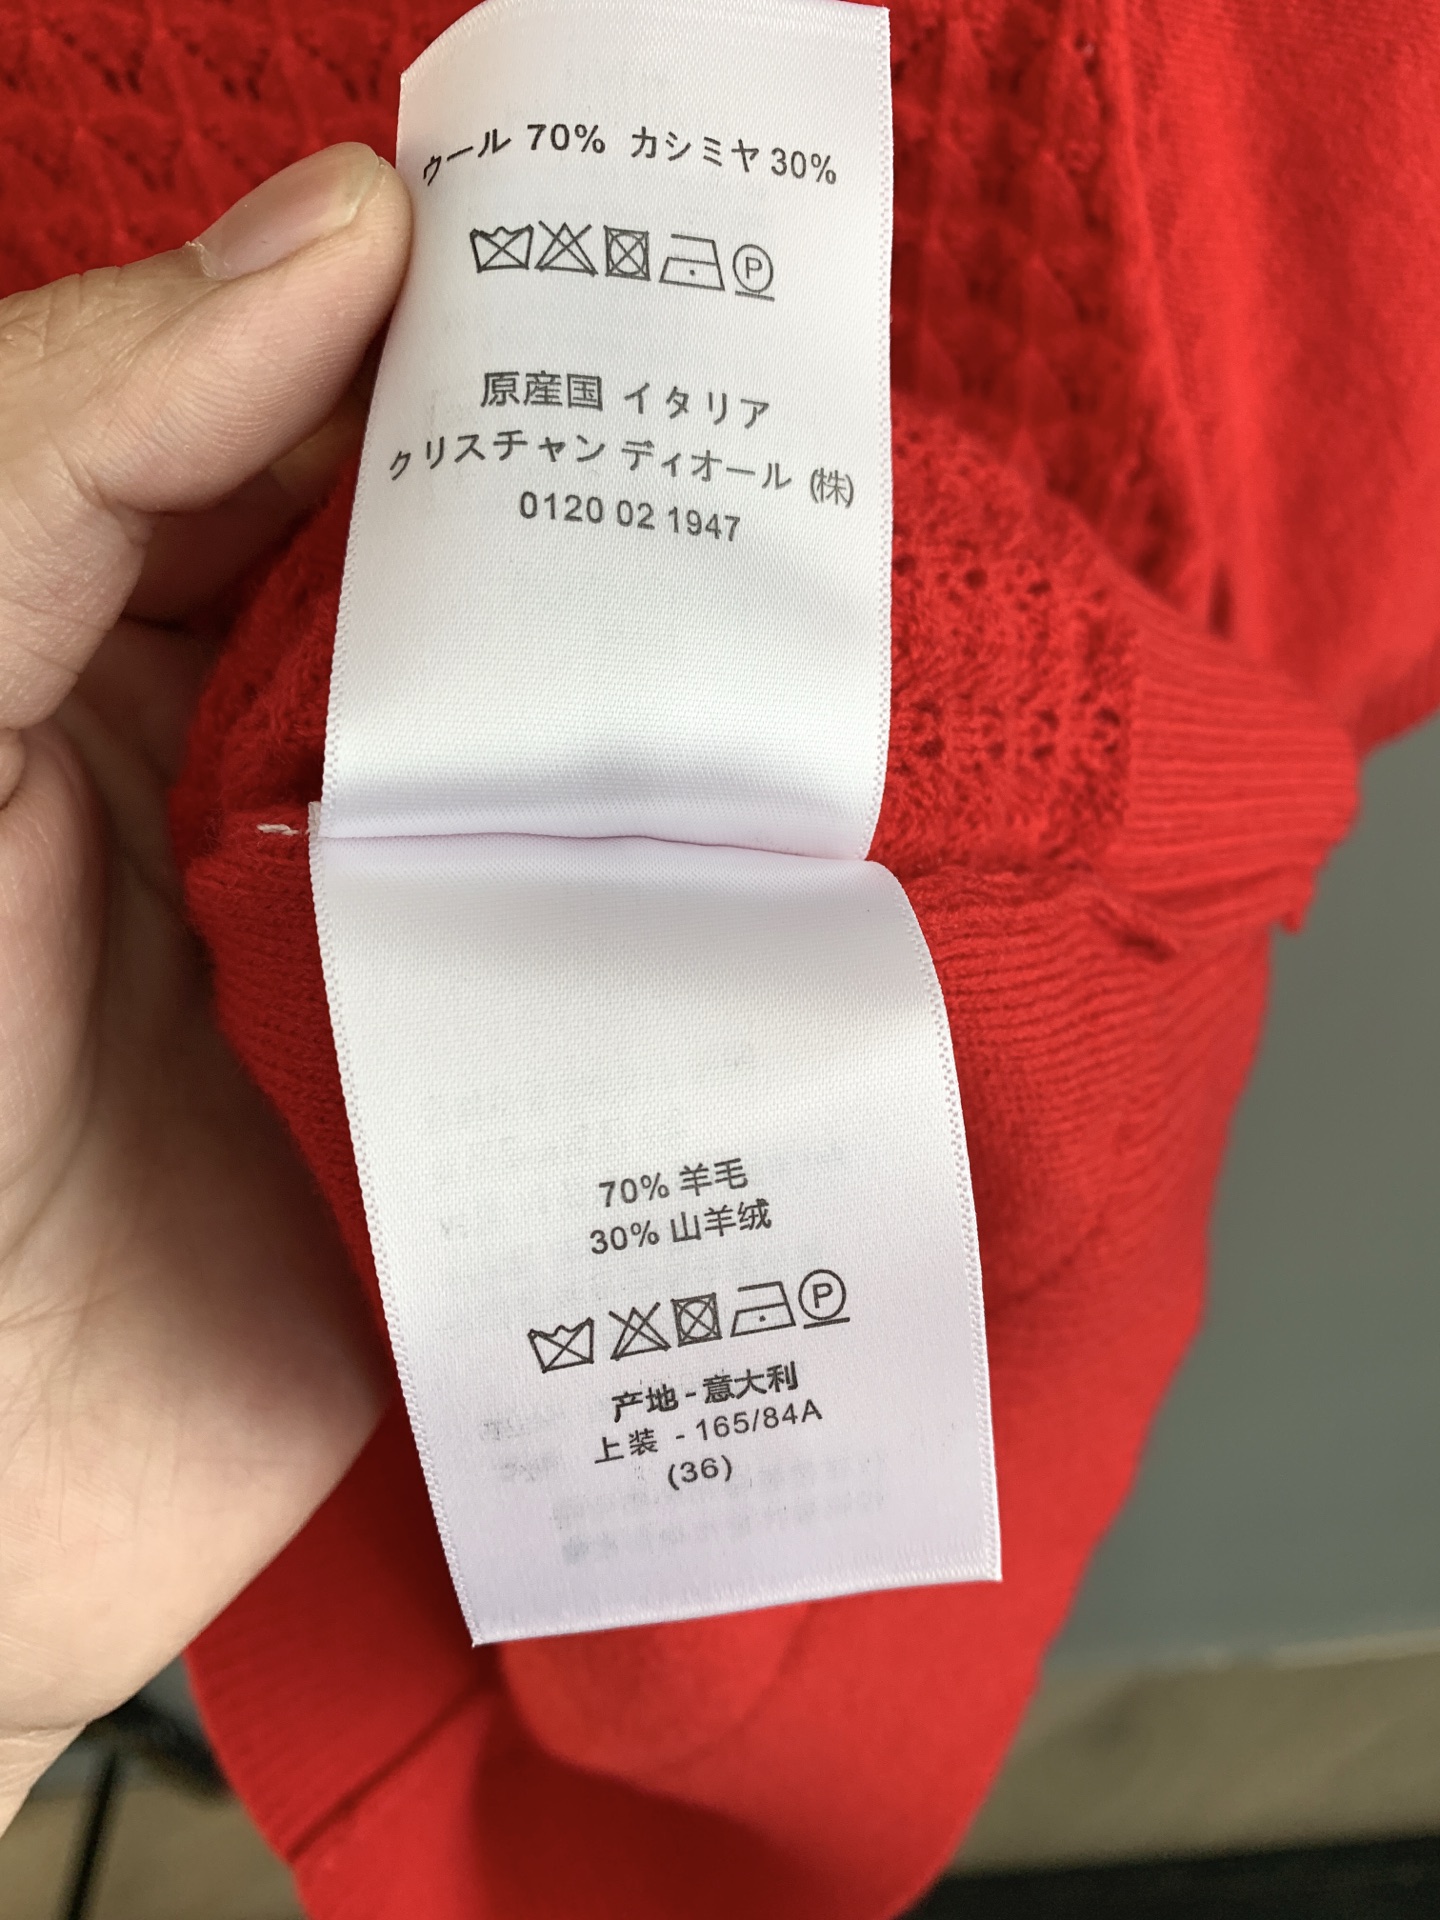 ウール 70% カシミヤ 30%
P
原産国 イタリア
クリスチャン ディオール (株)
0120 02 1947
70% 羊毛
30% 山羊绒
P
产地 - 意大利
上装 - 165/84A
(36)